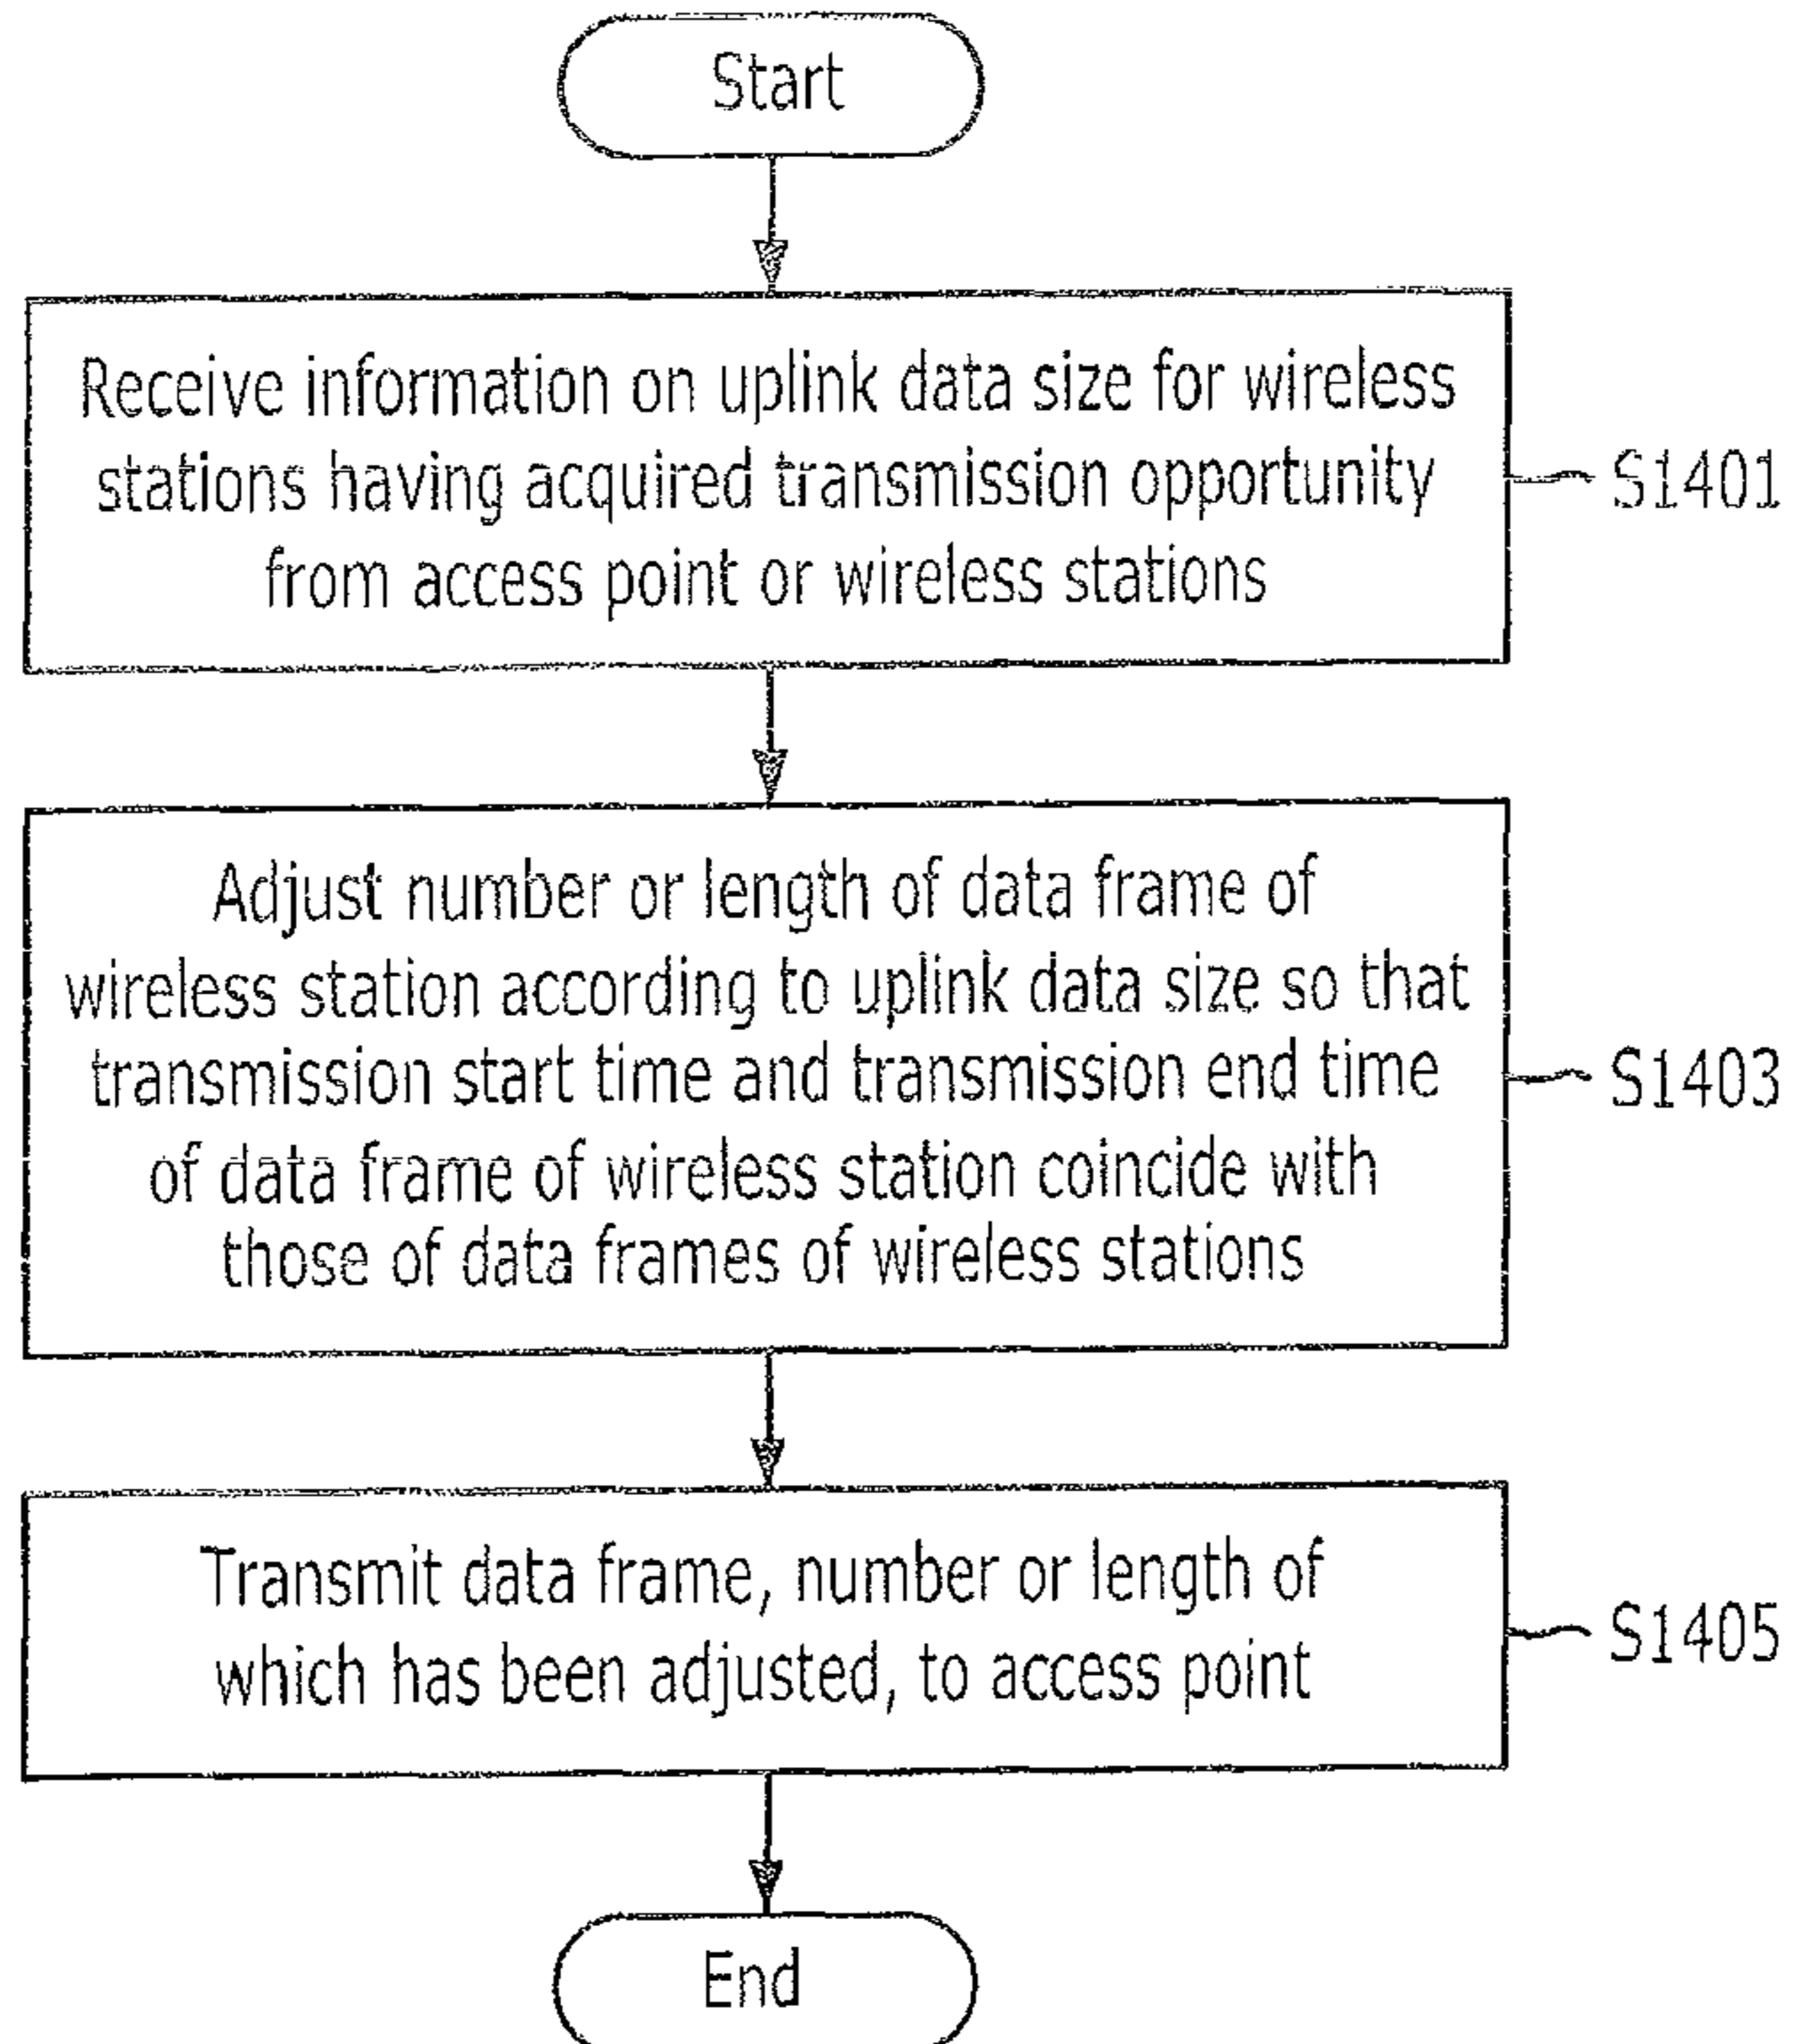 Start
Receive information on uplink data size for wireless
stations having acquired transmission opportunity
from access point or wireless stations
S1401
Adjust number or length of data frame of
wireless station according to uplink data size so that
transmission start time and transmission end time
of data frame of wireless station coincide with
those of data frames of wireless stations
S1403
Transmit data frame, number or length of
which has been adjusted, to access point
S1405
End